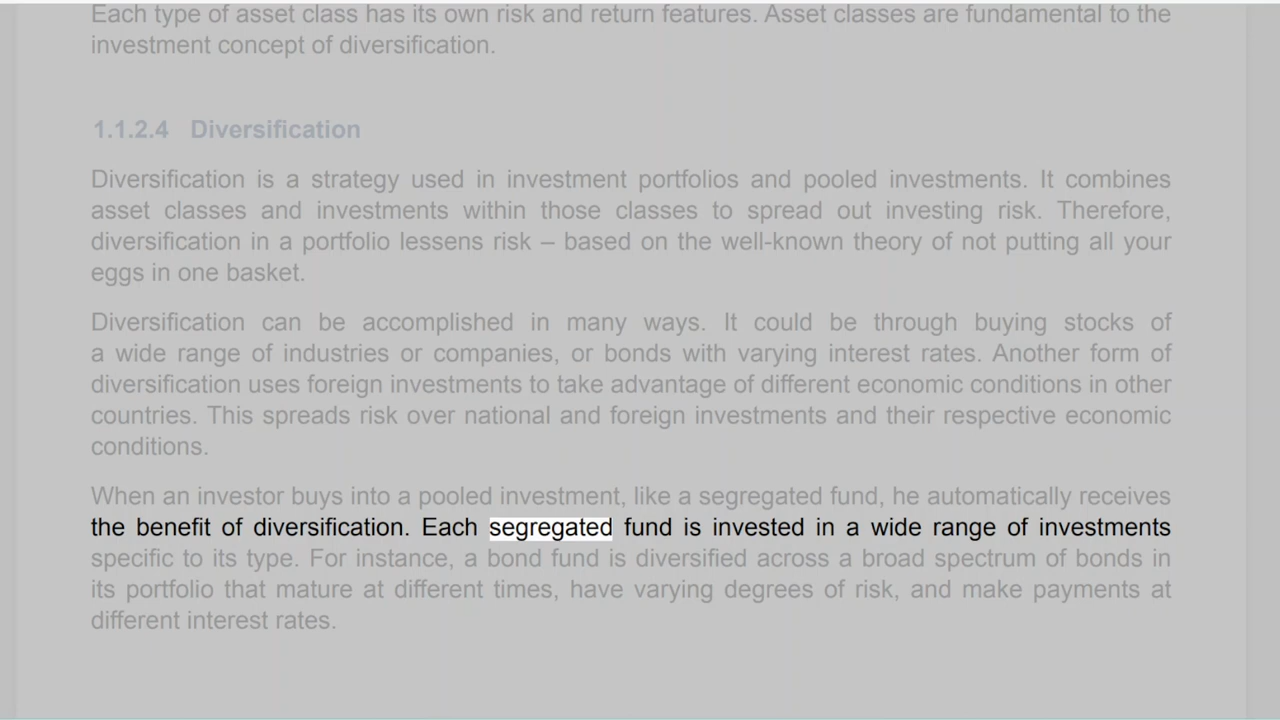 Each type of asset class has its own risk and return features. Asset classes are fundamental to the
investment concept of diversification.
1.1.2.4 Diversification
Diversification is a strategy used in investment portfolios and pooled investments. It combines
asset classes and investments within those classes to spread out investing risk. Therefore,
diversification in a portfolio lessens risk – based on the well-known theory of not putting all your
eggs in one basket.
Diversification can be accomplished in many ways. It could be through buying stocks of
a wide range of industries or companies, or bonds with varying interest rates. Another form of
diversification uses foreign investments to take advantage of different economic conditions in other
countries. This spreads risk over national and foreign investments and their respective economic
conditions.
When an investor buys into a pooled investment, like a segregated fund, he automatically receives
the benefit of diversification. Each segregated fund is invested in a wide range of investments
specific to its type. For instance, a bond fund is diversified across a broad spectrum of bonds in
its portfolio that mature at different times, have varying degrees of risk, and make payments at
different interest rates.